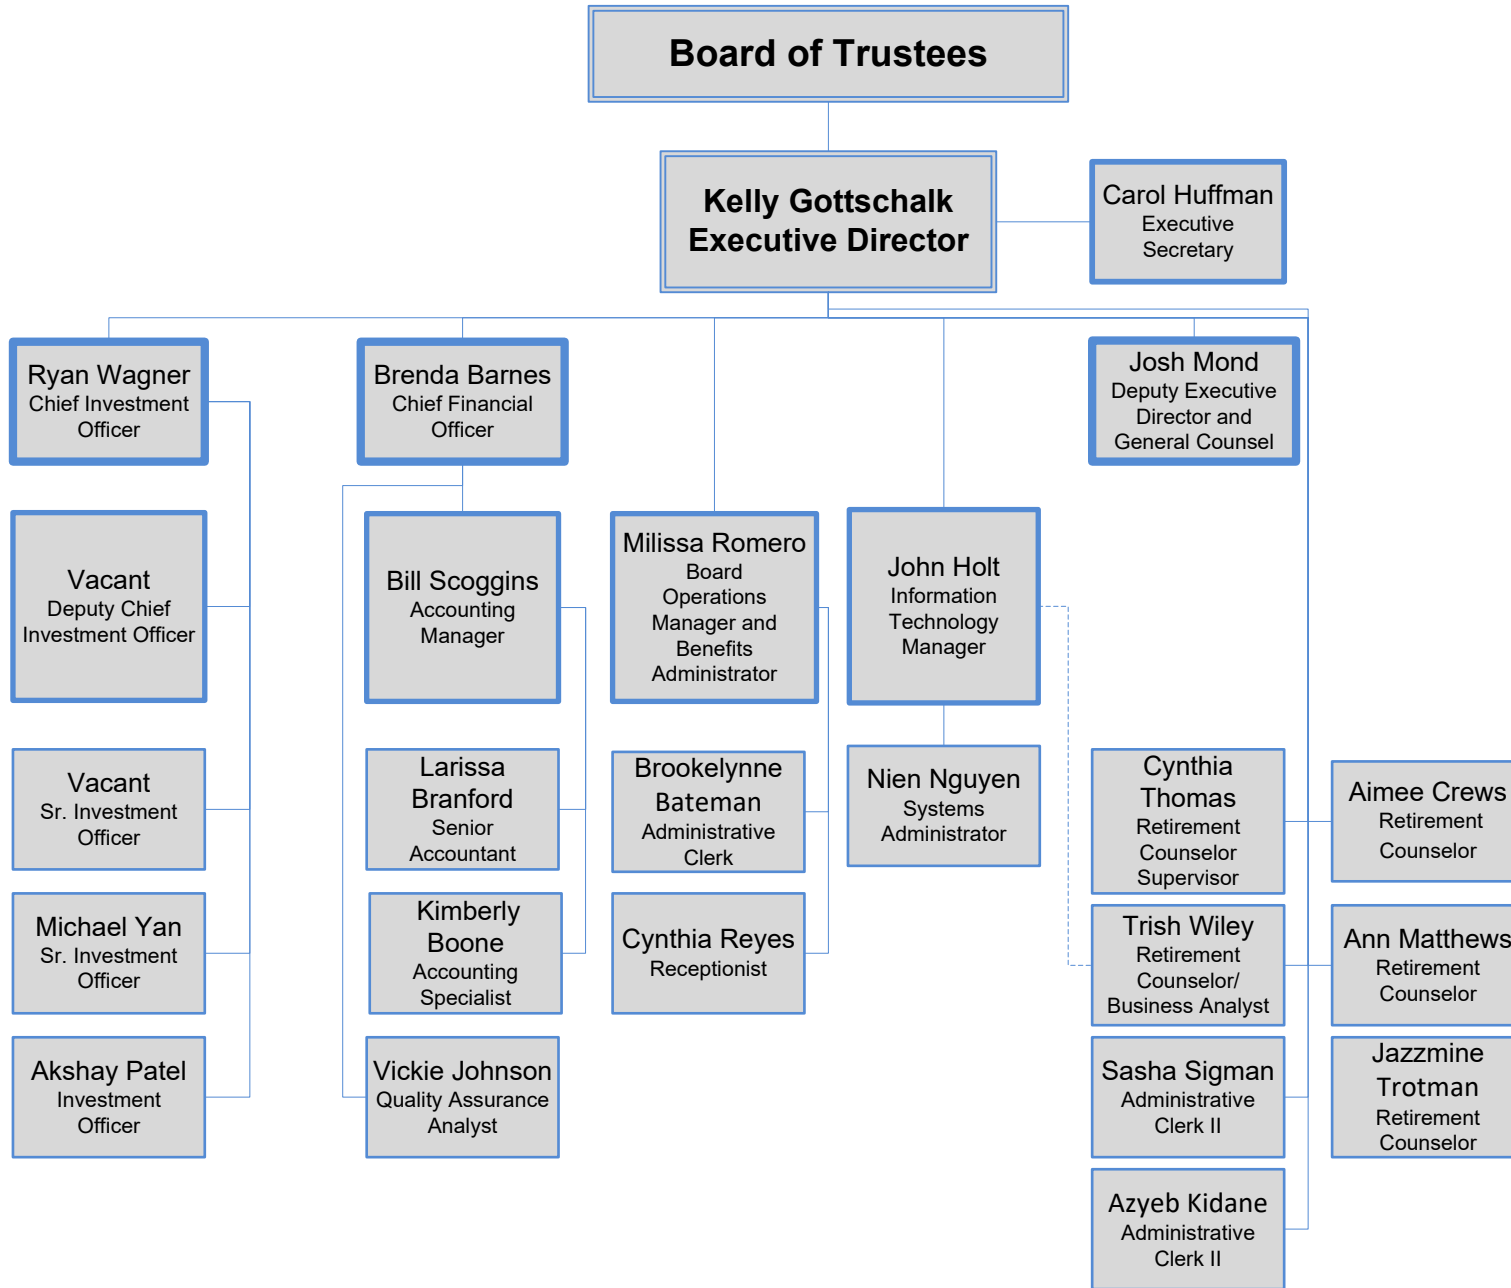 Board of Trustees
Kelly Gottschalk
Executive Director
Carol Huffman
Executive
Secretary
Ryan Wagner
Chief Investment
Officer
Brenda Barnes
Chief Financial
Officer
Josh Mond
Deputy Executive
Director and
General Counsel
Vacant
Deputy Chief
Investment Officer
Bill Scoggins
Accounting
Manager
Milissa Romero
Board
Operations
Manager and
Benefits
Administrator
John Holt
Information
Technology
Manager
Vacant
Sr. Investment
Officer
Larissa
Branford
Senior
Accountant
Brookelynne
Bateman
Administrative
Clerk
Nien Nguyen
Systems
Administrator
Cynthia
Thomas
Retirement
Counselor
Supervisor
Aimee Crews
Retirement
Counselor
Michael Yan
Sr. Investment
Officer
Kimberly
Boone
Accounting
Specialist
Cynthia Reyes
Receptionist
Trish Wiley
Retirement
Counselor/
Business Analyst
Ann Matthews
Retirement
Counselor
Akshay Patel
Investment
Officer
Vickie Johnson
Quality Assurance
Analyst
Sasha Sigman
Administrative
Clerk II
Jazzmine
Trotman
Retirement
Counselor
Azyeb Kidane
Administrative
Clerk II